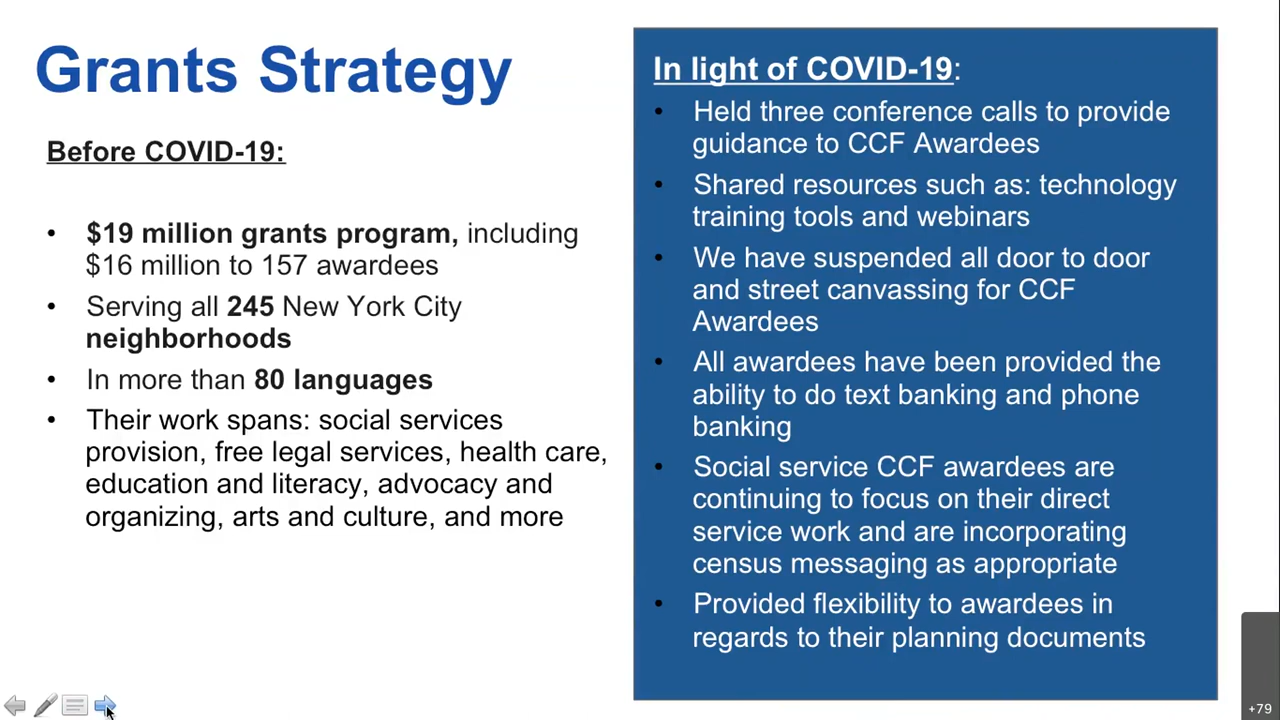 Grants Strategy
Before COVID-19:
• $19 million grants program, including
$16 million to 157 awardees
• Serving all 245 New York City
neighborhoods
• In more than 80 languages
• Their work spans: social services
provision, free legal services, health care,
education and literacy, advocacy and
organizing, arts and culture, and more
In light of COVID-19:
• Held three conference calls to provide
guidance to CCF Awardees
• Shared resources such as: technology
training tools and webinars
• We have suspended all door to door
and street canvassing for CCF
Awardees
• All awardees have been provided the
ability to do text banking and phone
banking
• Social service CCF awardees are
continuing to focus on their direct
service work and are incorporating
census messaging as appropriate
• Provided flexibility to awardees in
regards to their planning documents
+79